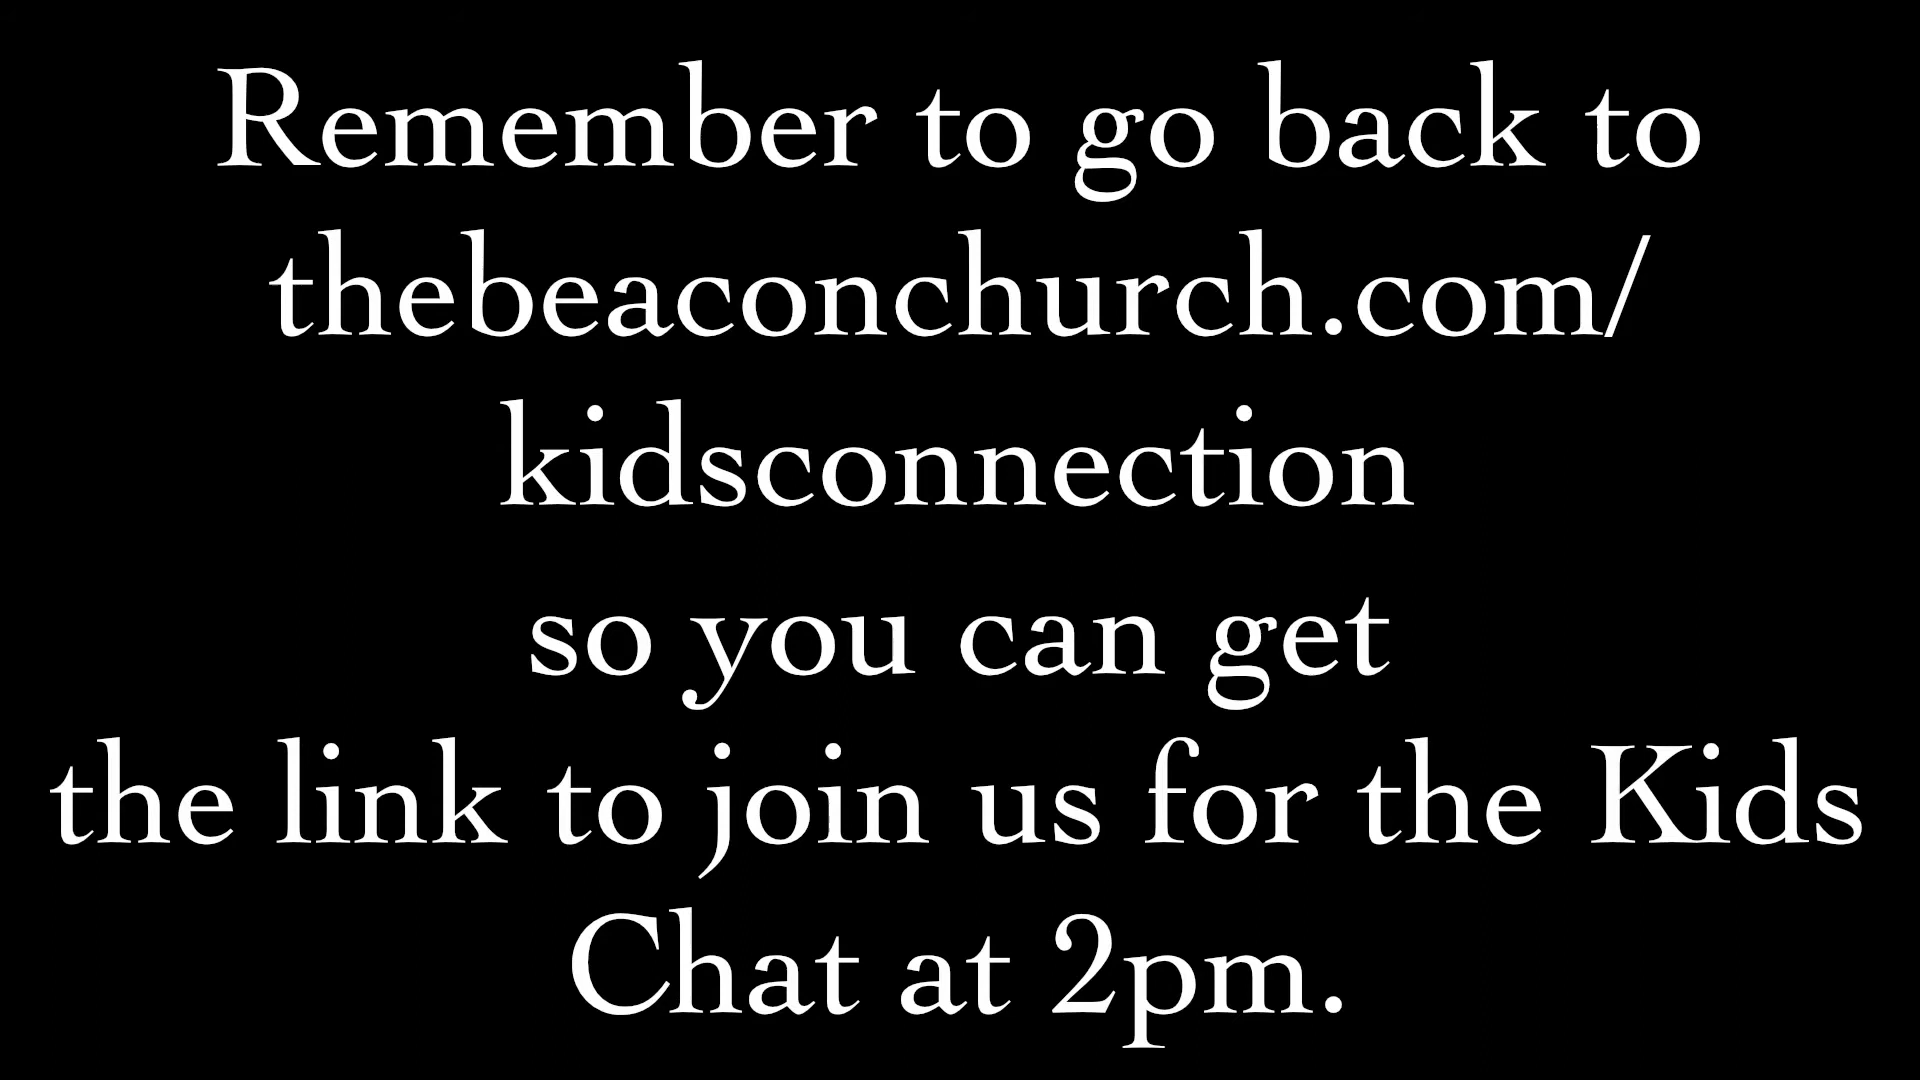 Remember to go back to
thebeaconchurch.com/
kidsconnection
so you can get
the link to join us for the Kids
Chat at 2pm.